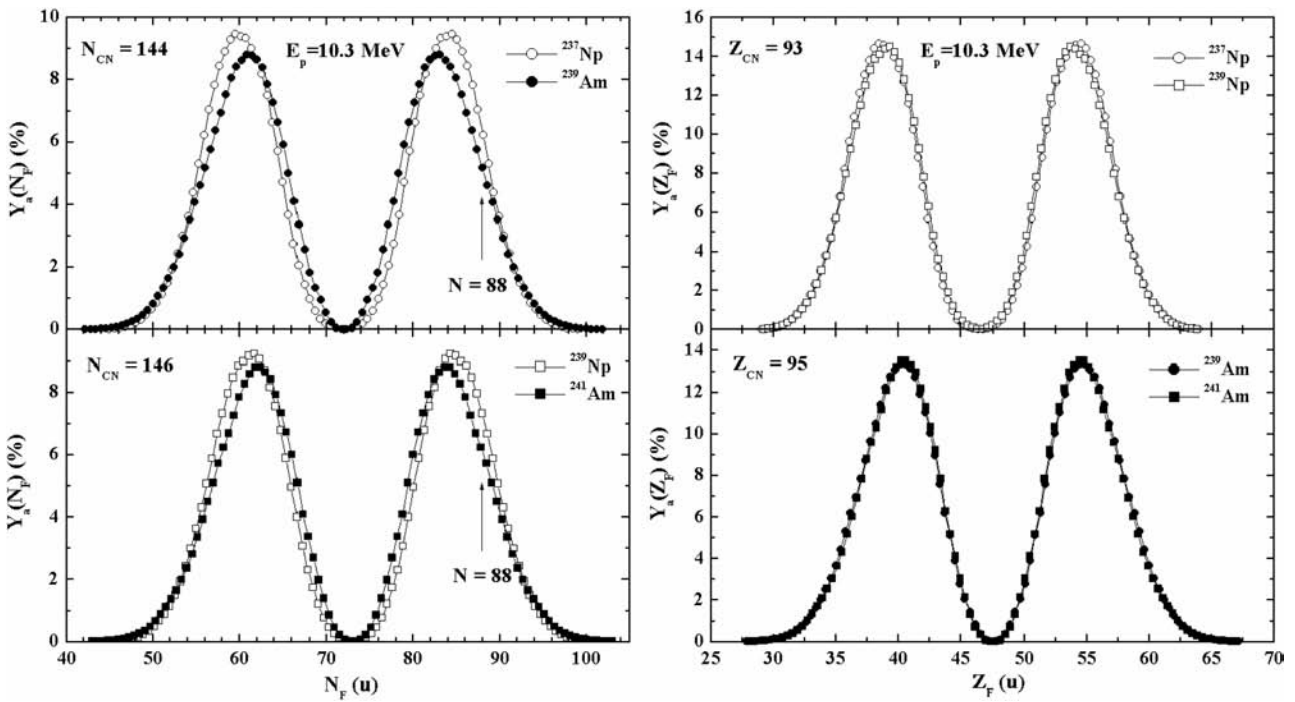 N_CN = 144
E_p=10.3 MeV
²³⁷Np
²³⁹Am
N = 88
Y_a(N_F) (%)
10
8
6
4
2
0
N_CN = 146
²³⁹Np
²⁴¹Am
N = 88
Y_a(N_F) (%)
8
6
4
2
0
40 50 60 70 80 90 100
N_F (u)
Z_CN = 93
E_p=10.3 MeV
²³⁷Np
²³⁹Np
Y_a(Z_F) (%)
16
14
12
10
8
6
4
2
0
Z_CN = 95
²³⁹Am
²⁴¹Am
Y_a(Z_F) (%)
14
12
10
8
6
4
2
0
25 30 35 40 45 50 55 60 65 70
Z_F (u)